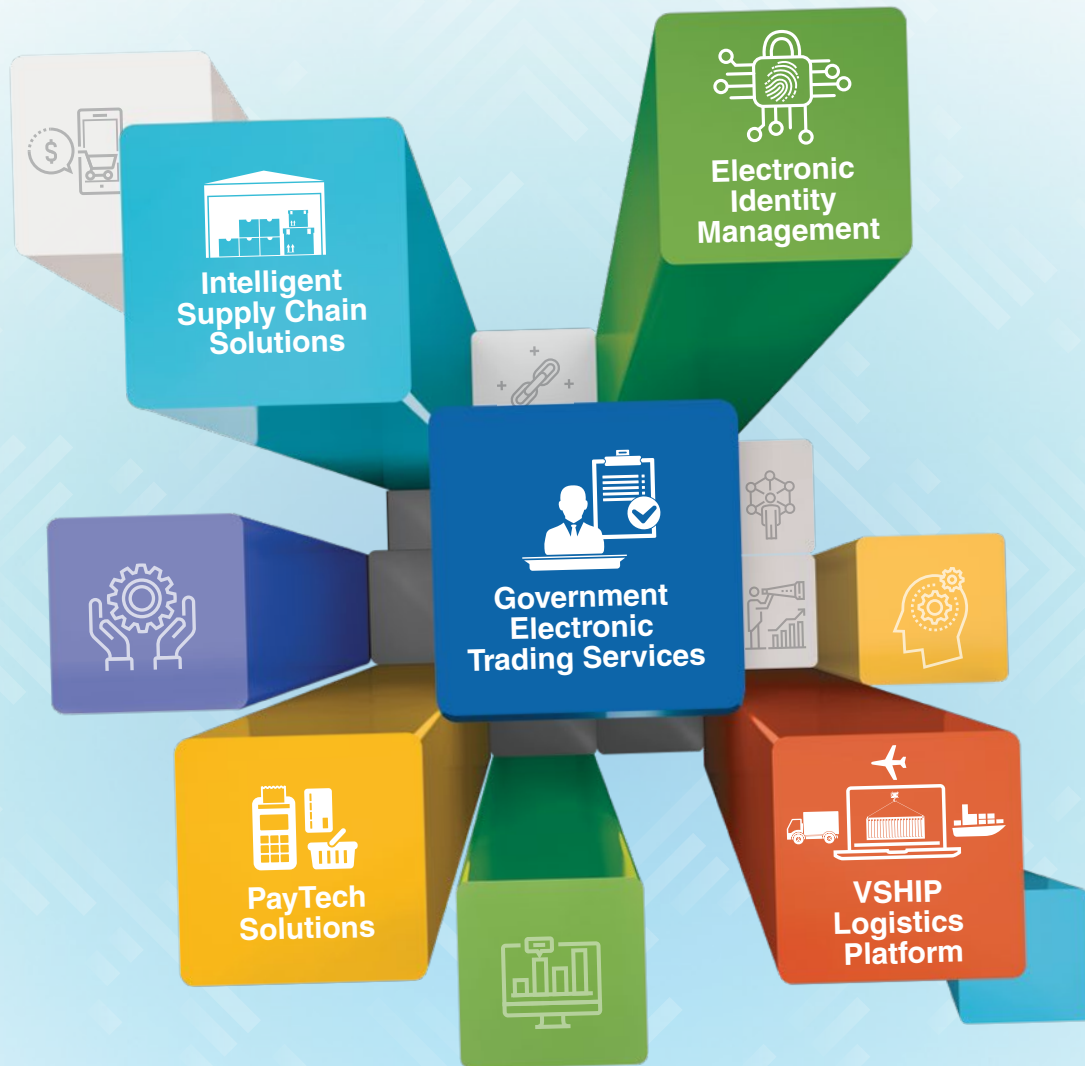 $
Electronic
Identity
Management
Intelligent
Supply Chain
Solutions
Government
Electronic
Trading Services
PayTech
Solutions
VSHIP
Logistics
Platform